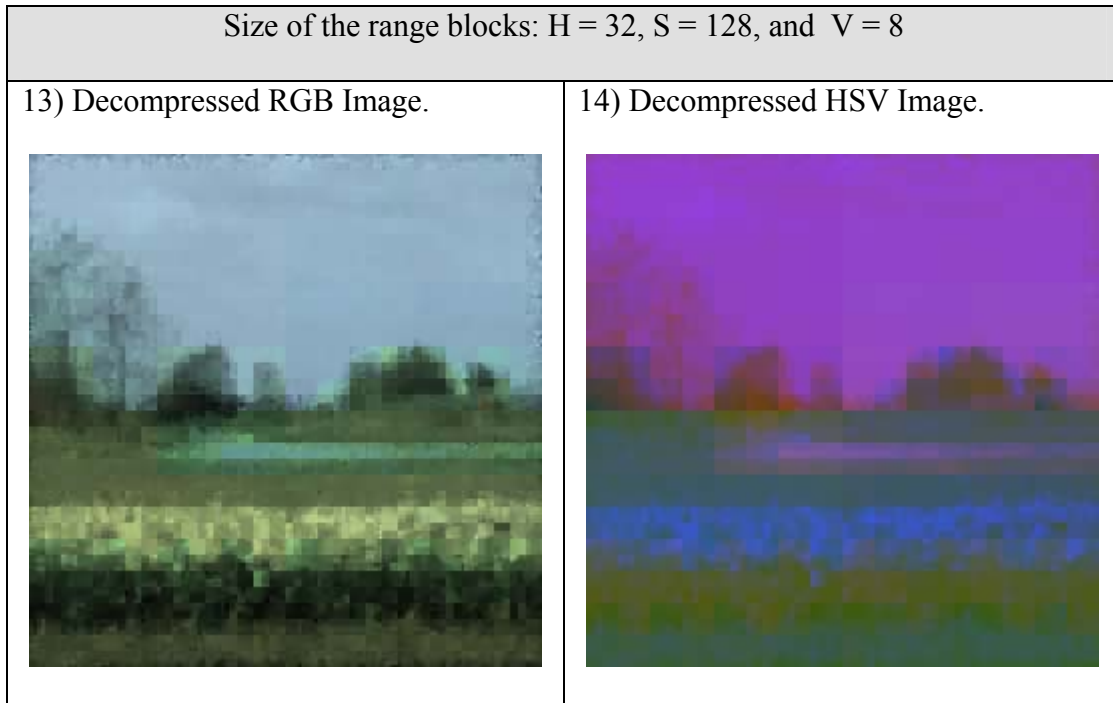 Size of the range blocks: H = 32, S = 128, and V = 8
13) Decompressed RGB Image.
14) Decompressed HSV Image.